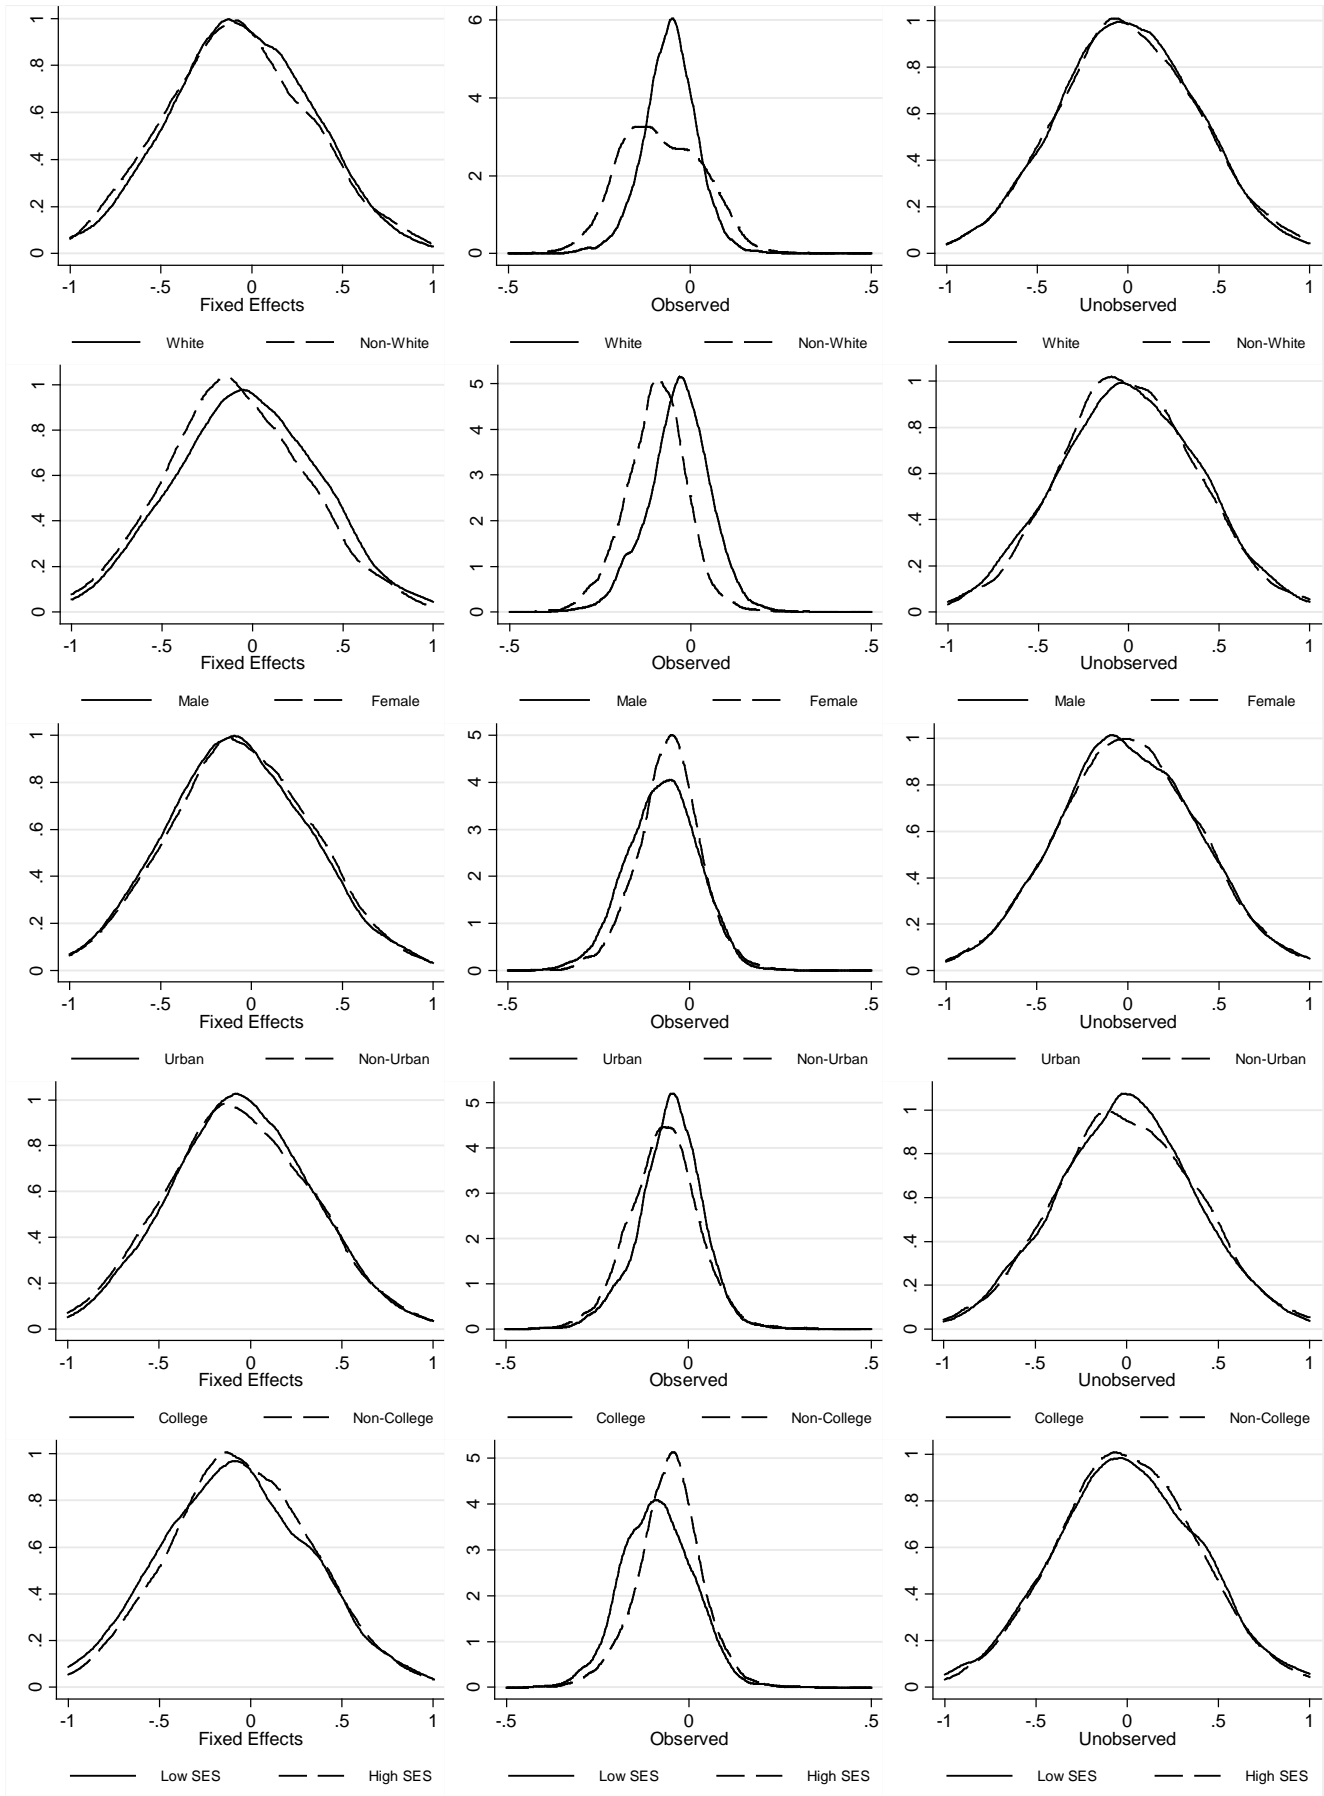 0 .2 .4 .6 .8 1
-1 -.5 0 .5 1
Fixed Effects
White Non-White
0 2 4 6
-.5 0 .5
Observed
White Non-White
0 .2 .4 .6 .8 1
-1 -.5 0 .5 1
Unobserved
White Non-White
0 .2 .4 .6 .8 1
-1 -.5 0 .5 1
Fixed Effects
Male Female
0 1 2 3 4 5
-.5 0 .5
Observed
Male Female
0 .2 .4 .6 .8 1
-1 -.5 0 .5 1
Unobserved
Male Female
0 .2 .4 .6 .8 1
-1 -.5 0 .5 1
Fixed Effects
Urban Non-Urban
0 1 2 3 4 5
-.5 0 .5
Observed
Urban Non-Urban
0 .2 .4 .6 .8 1
-1 -.5 0 .5 1
Unobserved
Urban Non-Urban
0 .2 .4 .6 .8 1
-1 -.5 0 .5 1
Fixed Effects
College Non-College
0 1 2 3 4 5
-.5 0 .5
Observed
College Non-College
0 .2 .4 .6 .8 1
-1 -.5 0 .5 1
Unobserved
College Non-College
0 .2 .4 .6 .8 1
-1 -.5 0 .5 1
Fixed Effects
Low SES High SES
0 1 2 3 4 5
-.5 0 .5
Observed
Low SES High SES
0 .2 .4 .6 .8 1
-1 -.5 0 .5 1
Unobserved
Low SES High SES